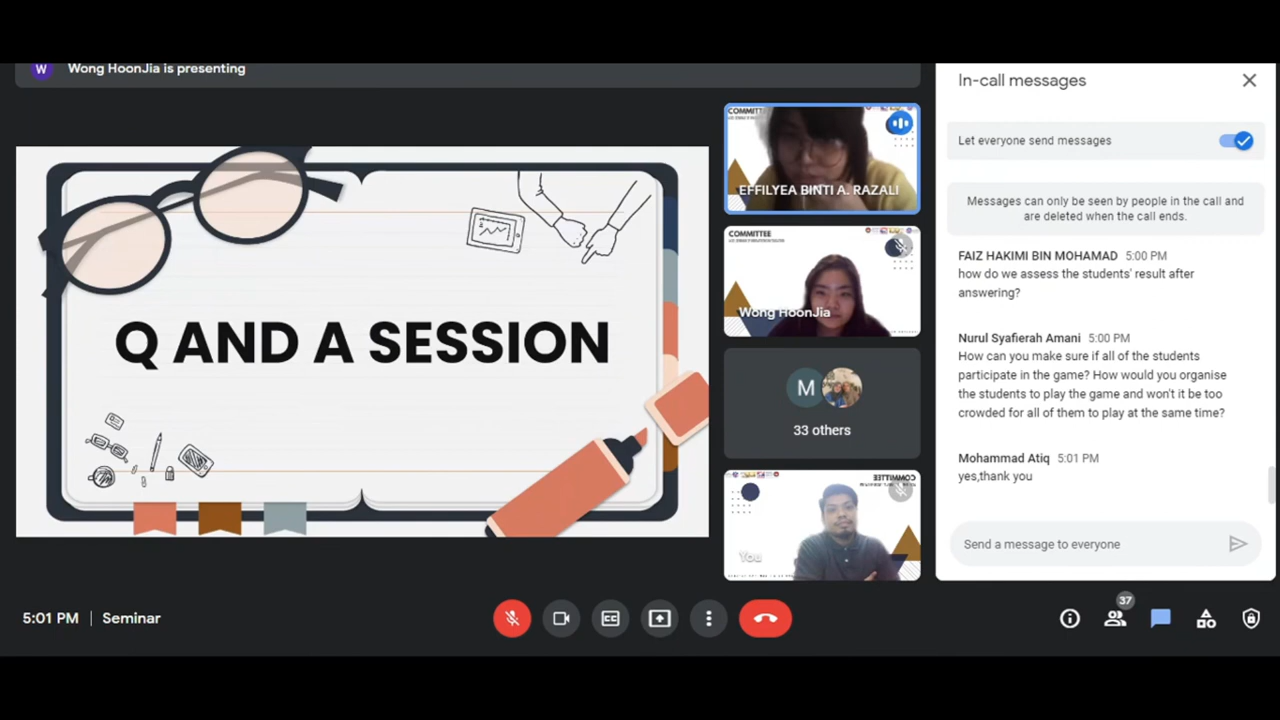 W Wong HoonJia is presenting
Q AND A SESSION
COMMITTEE
EFFILYEA BINTI A. RAZALI
COMMITTEE
Wong HoonJia
M
33 others
COMMITTEE
You
In-call messages
Let everyone send messages
Messages can only be seen by people in the call and
are deleted when the call ends.
FAIZ HAKIMI BIN MOHAMAD 5:00 PM
how do we assess the students' result after
answering?
Nurul Syafierah Amani 5:00 PM
How can you make sure if all of the students
participate in the game? How would you organise
the students to play the game and won't it be too
crowded for all of them to play at the same time?
Mohammad Atiq 5:01 PM
yes,thank you
Send a message to everyone
5:01 PM | Seminar
CC
37